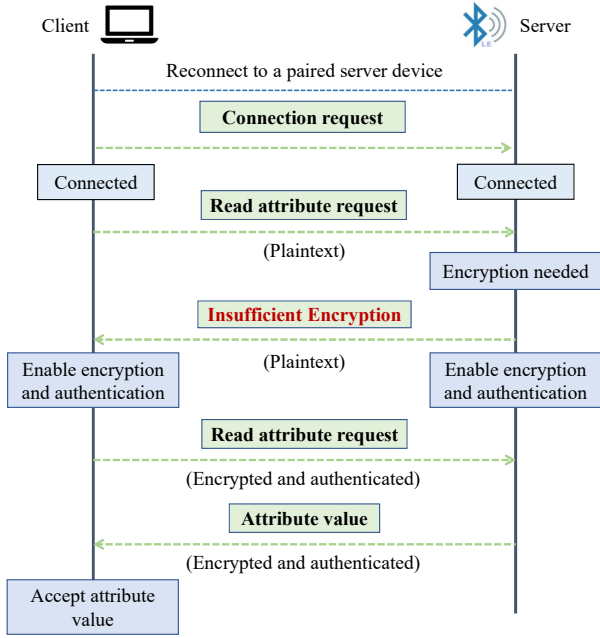 Client
Server
LE
Reconnect to a paired server device
Connection request
Connected
Connected
Read attribute request
(Plaintext)
Encryption needed
Insufficient Encryption
(Plaintext)
Enable encryption
and authentication
Enable encryption
and authentication
Read attribute request
(Encrypted and authenticated)
Attribute value
(Encrypted and authenticated)
Accept attribute
value